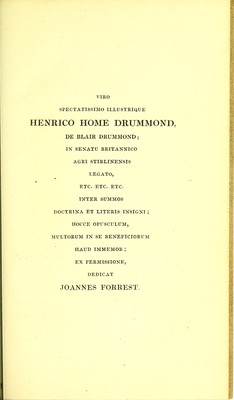 VIRO
SPECTATISSIMO ILLUSTRIQUE
HENRICO HOME DRUMMOND,
DE BLAIR DRUMMOND;
IN SENATU BRITANNICO
AGRI STIRLINENSIS
LEGATO,
ETC. ETC. ETC.
INTER SUMMOS
DOCTRINA ET LITERIS INSIGNI;
HOCCE OPUSCULUM,
MULTORUM IN SE BENEFICIORUM
HAUD IMMEMOR;
EX PERMISSIONE,
DEDICAT
JOANNES FORREST.